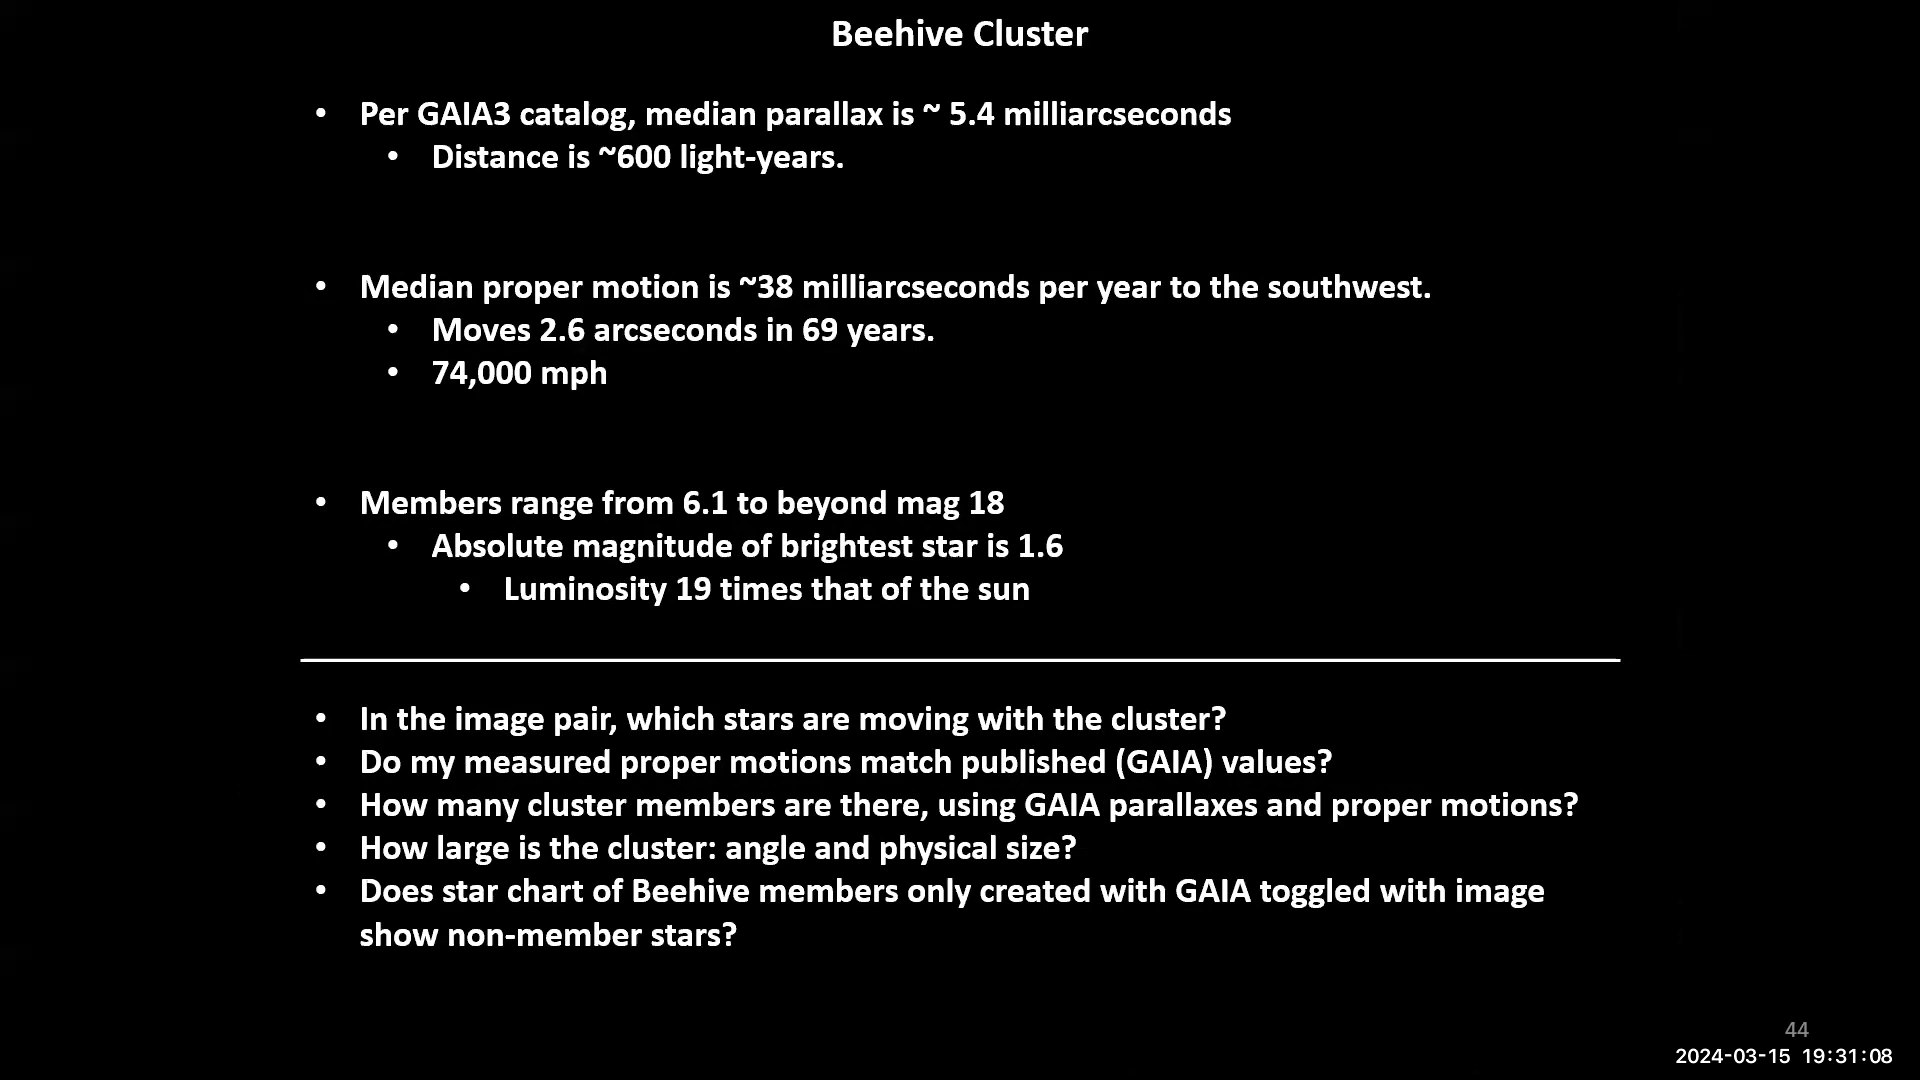 Beehive Cluster
• Per GAIA3 catalog, median parallax is ~ 5.4 milliarcseconds
• Distance is ~600 light-years.
• Median proper motion is ~38 milliarcseconds per year to the southwest.
• Moves 2.6 arcseconds in 69 years.
• 74,000 mph
• Members range from 6.1 to beyond mag 18
• Absolute magnitude of brightest star is 1.6
• Luminosity 19 times that of the sun
• In the image pair, which stars are moving with the cluster?
• Do my measured proper motions match published (GAIA) values?
• How many cluster members are there, using GAIA parallaxes and proper motions?
• How large is the cluster: angle and physical size?
• Does star chart of Beehive members only created with GAIA toggled with image
show non-member stars?
44
2024-03-15 19:31:08